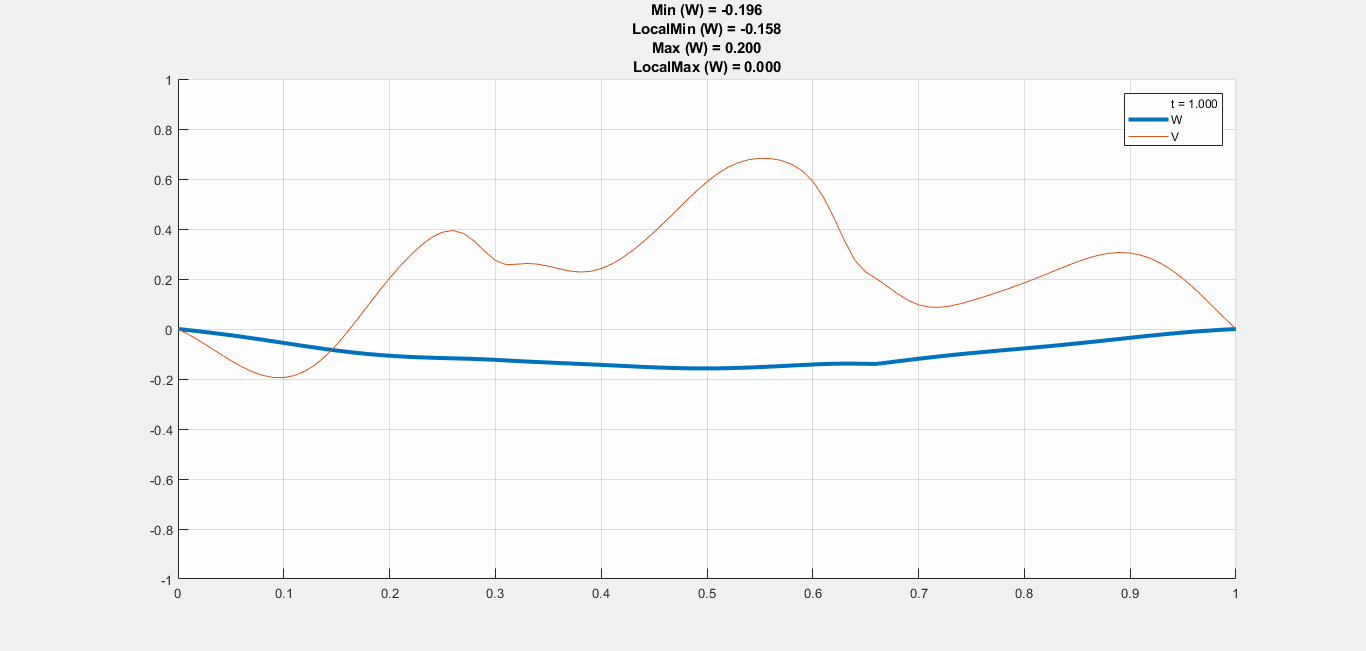 Min (W) = -0.196
LocalMin (W) = -0.158
Max (W) = 0.200
LocalMax (W) = 0.000
1
0.8
0.6
0.4
0.2
0
-0.2
-0.4
-0.6
-0.8
-1
t = 1.000
W
V
0 0.1 0.2 0.3 0.4 0.5 0.6 0.7 0.8 0.9 1